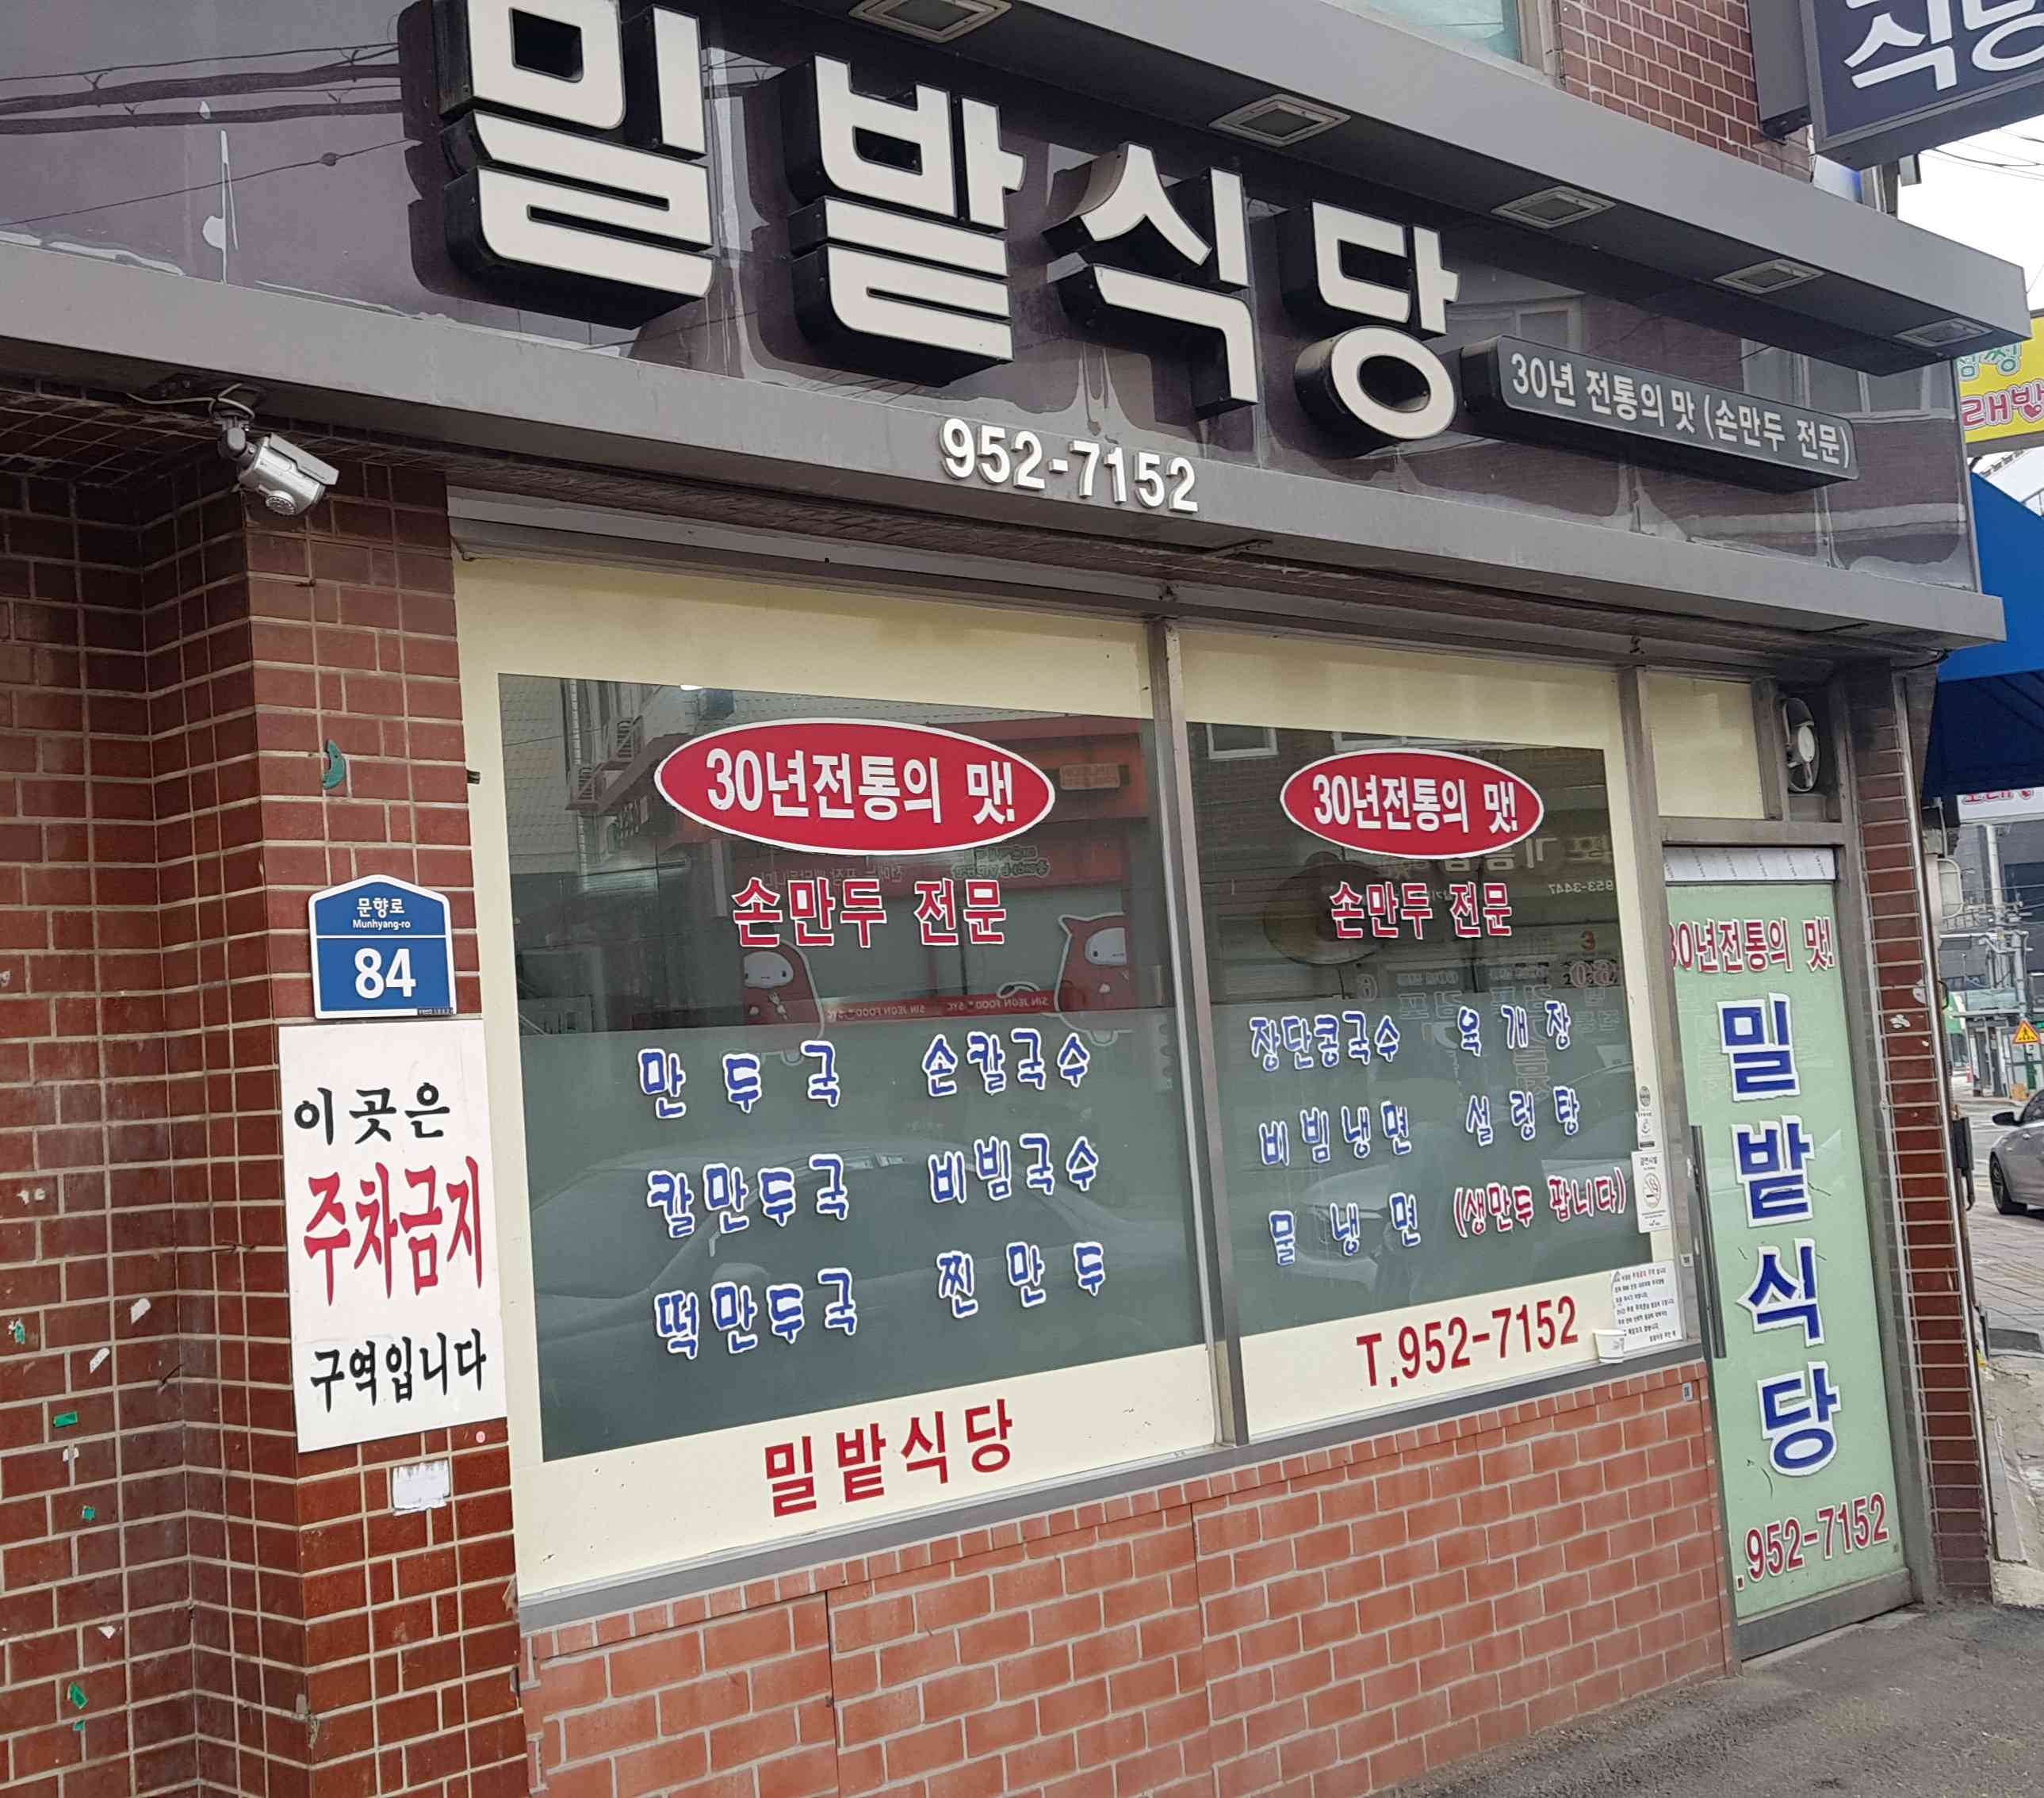 밀밭식당
식당
30년 전통의 맛 (손만두 전문)
952-7152
30년전통의 맛!
손만두 전문
만두국 손칼국수
칼만두국 비빔국수
떡만두국 찐만두
밀밭식당
30년전통의 맛!
손만두 전문
장단콩국수 육개장
비빔냉면 설렁탕
물냉면 (생만두 팝니다)
T.952-7152
30년전통의 맛!
밀밭식당
.952-7152
문향로
Munhyang-ro
84
이곳은
주차금지
구역입니다